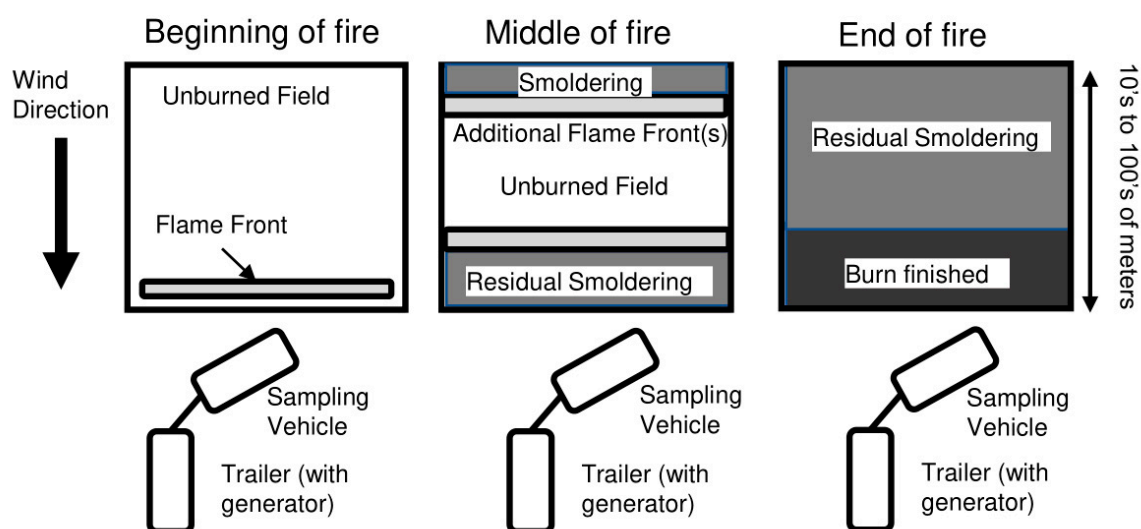 Beginning of fire
Middle of fire
End of fire
Wind
Direction
Unburned Field
Flame Front
Smoldering
Additional Flame Front(s)
Unburned Field
Residual Smoldering
Residual Smoldering
Burn finished
10's to 100's of meters
Sampling
Vehicle
Trailer (with
generator)
Sampling
Vehicle
Trailer (with
generator)
Sampling
Vehicle
Trailer (with
generator)